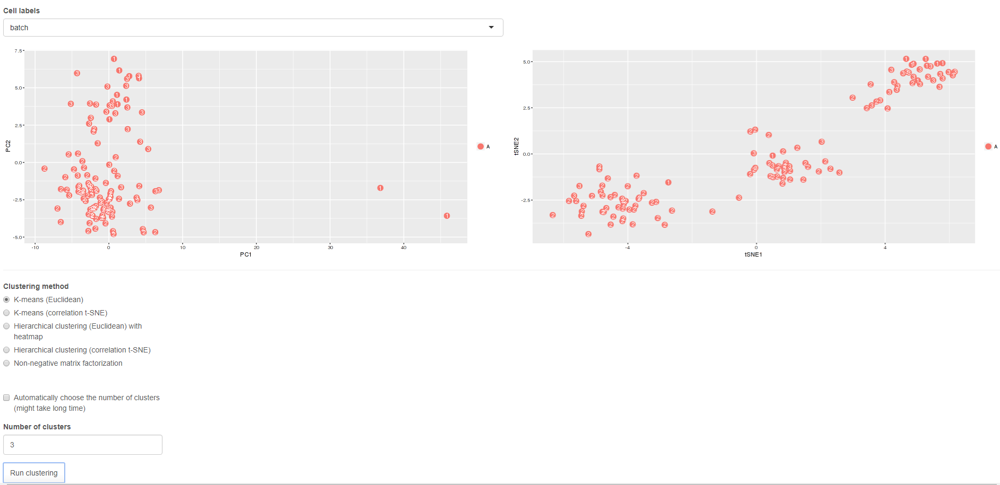 Cell labels
batch
7.5
5.0
2.5
0.0
-2.5
-5.0
PC2
-10
0
10
20
30
40
PC1
A
5.0
2.5
0.0
-2.5
tSNE2
-4
0
4
tSNE1
A
Clustering method
K-means (Euclidean)
K-means (correlation t-SNE)
Hierarchical clustering (Euclidean) with
heatmap
Hierarchical clustering (correlation t-SNE)
Non-negative matrix factorization
Automatically choose the number of clusters
(might take long time)
Number of clusters
3
Run clustering